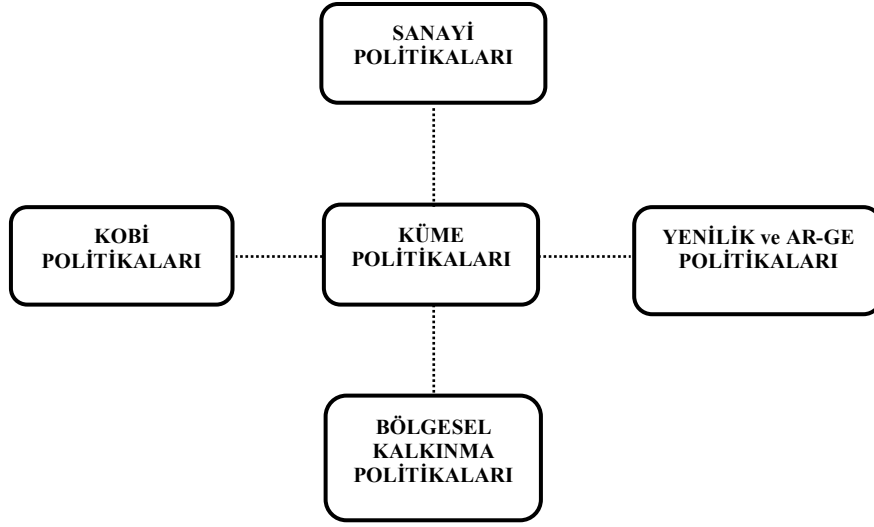 SANAYİ
POLİTİKALARI
KOBİ
POLİTİKALARI
KÜME
POLİTİKALARI
YENİLİK ve AR-GE
POLİTİKALARI
BÖLGESEL
KALKINMA
POLİTİKALARI